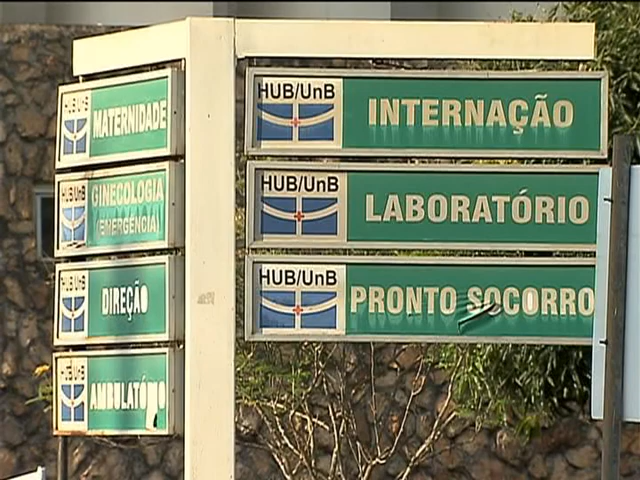 HUB/UnB
MATERNIDADE
HUB/UnB
GINECOLOGIA
(EMERGÊNCIA)
HUB/UnB
DIREÇÃO
HUB/UnB
AMBULATÓRIO
HUB/UnB
INTERNAÇÃO
HUB/UnB
LABORATÓRIO
HUB/UnB
PRONTO SOCORRO